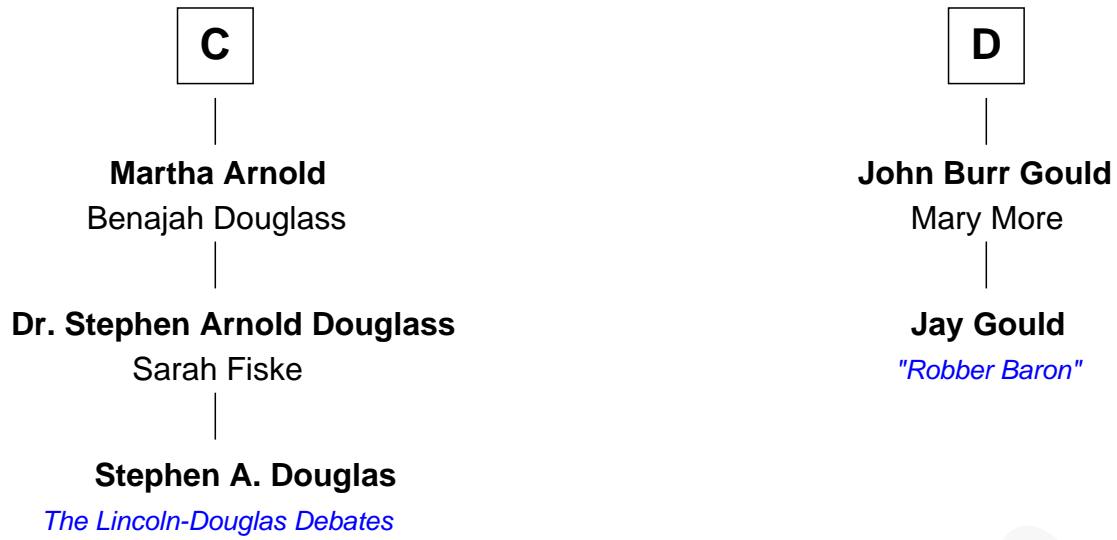 C
Martha Arnold
Benajah Douglass
Dr. Stephen Arnold Douglass
Sarah Fiske
Stephen A. Douglas
The Lincoln-Douglas Debates
D
John Burr Gould
Mary More
Jay Gould
"Robber Baron"